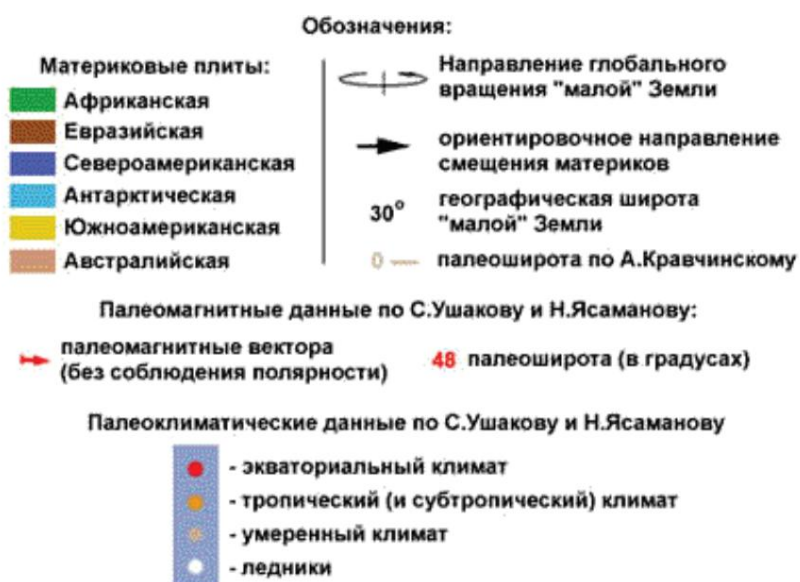 Обозначения:
Материковые плиты:
Африканская
Евразийская
Североамериканская
Антарктическая
Южноамериканская
Австралийская
Направление глобального
вращения "малой" Земли
ориентировочное направление
смещения материков
30° географическая широта
"малой" Земли
0 палеоширота по А.Кравчинскому
Палеомагнитные данные по С.Ушакову и Н.Ясаманову:
палеомагнитные вектора
(без соблюдения полярности)
48 палеоширота (в градусах)
Палеоклиматические данные по С.Ушакову и Н.Ясаманову
- экваториальный климат
- тропический (и субтропический) климат
- умеренный климат
- ледники